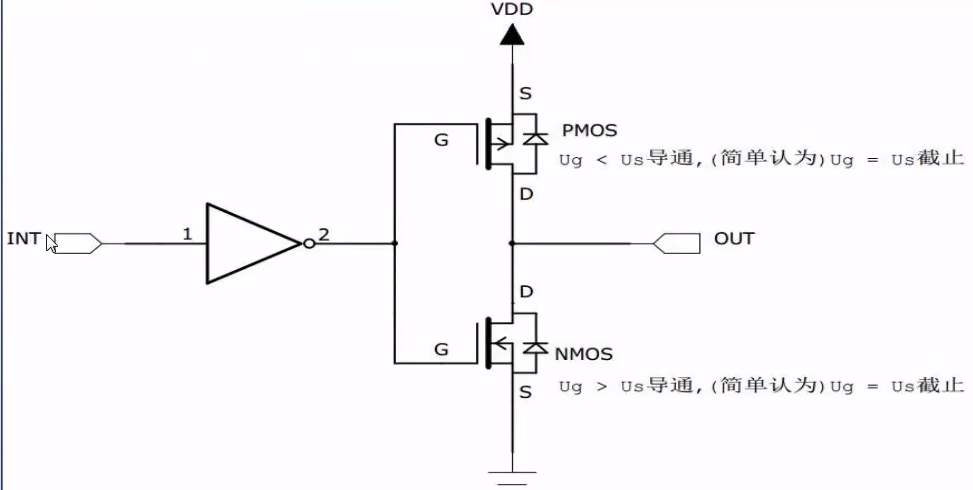 VDD
S
G
PMOS
Ug < Us导通,(简单认为)Ug = Us截止
D
INT
1
2
OUT
D
G
NMOS
S
Ug > Us导通,(简单认为)Ug = Us截止